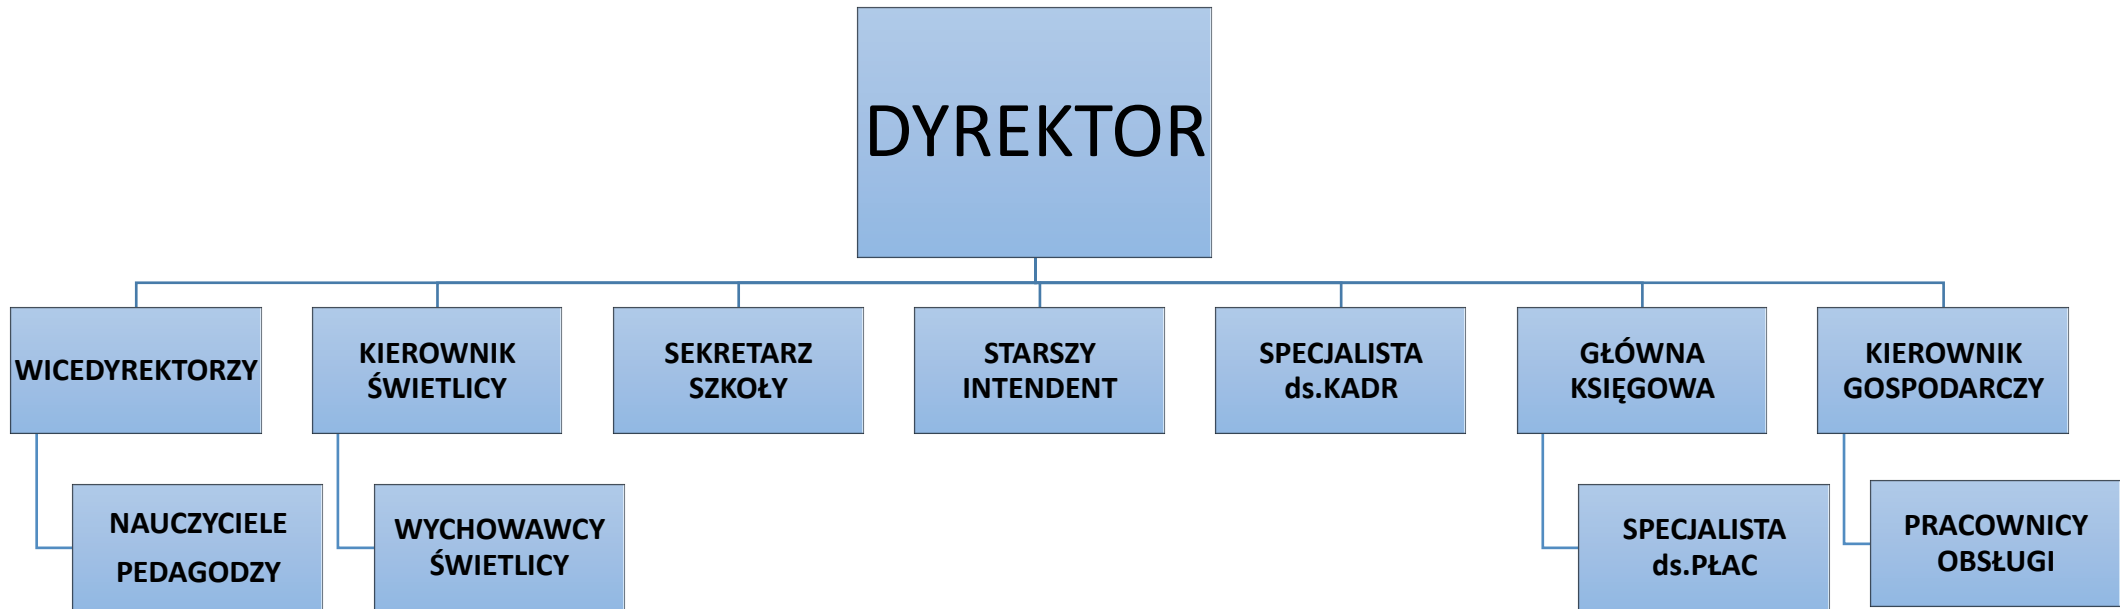 DYREKTOR
WICEDYREKTORZY
KIEROWNIK
ŚWIETLICY
SEKRETARZ
SZKOŁY
STARSZY
INTENDENT
SPECJALISTA
ds.KADR
GŁÓWNA
KSIĘGOWA
KIEROWNIK
GOSPODARCZY
NAUCZYCIELE
PEDAGODZY
WYCHOWAWCY
ŚWIETLICY
SPECJALISTA
ds.PŁAC
PRACOWNICY
OBSŁUGI